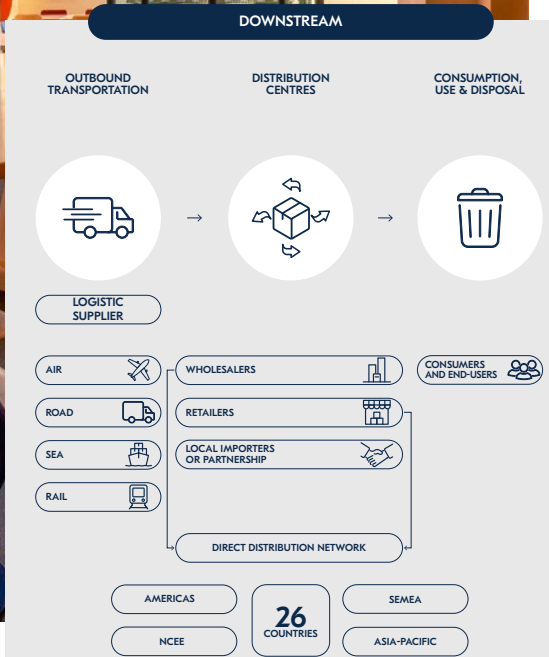 DOWNSTREAM
OUTBOUND
TRANSPORTATION
DISTRIBUTION
CENTRES
CONSUMPTION,
USE & DISPOSAL
LOGISTIC
SUPPLIER
AIR
ROAD
SEA
RAIL
WHOLESALERS
RETAILERS
LOCAL IMPORTERS
OR PARTNERSHIP
CONSUMERS
AND END-USERS
DIRECT DISTRIBUTION NETWORK
AMERICAS
NCEE
26
COUNTRIES
SEMEA
ASIA-PACIFIC